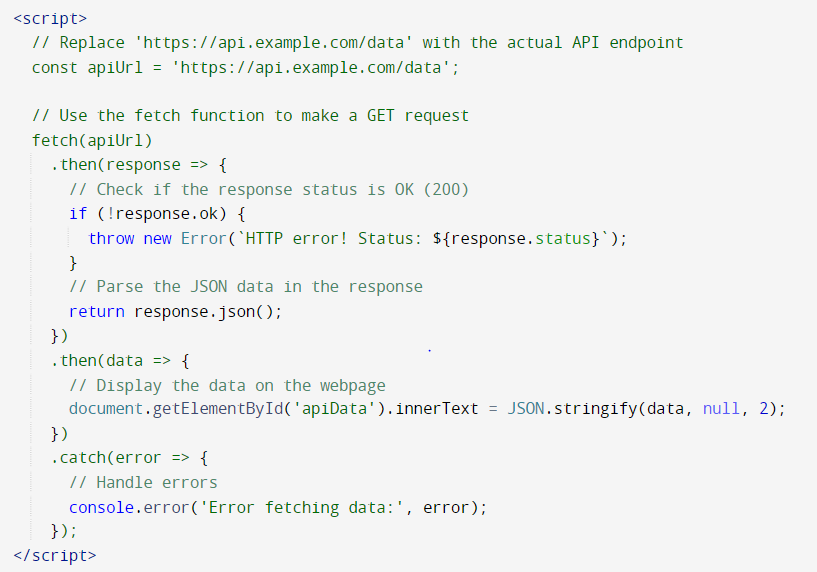 <script>
// Replace 'https://api.example.com/data' with the actual API endpoint
const apiUrl = 'https://api.example.com/data';
// Use the fetch function to make a GET request
fetch(apiUrl)
.then(response => {
// Check if the response status is OK (200)
if (!response.ok) {
throw new Error(`HTTP error! Status: ${response.status}`);
}
// Parse the JSON data in the response
return response.json();
})
.then(data => {
// Display the data on the webpage
document.getElementById('apiData').innerText = JSON.stringify(data, null, 2);
})
.catch(error => {
// Handle errors
console.error('Error fetching data:', error);
});
</script>